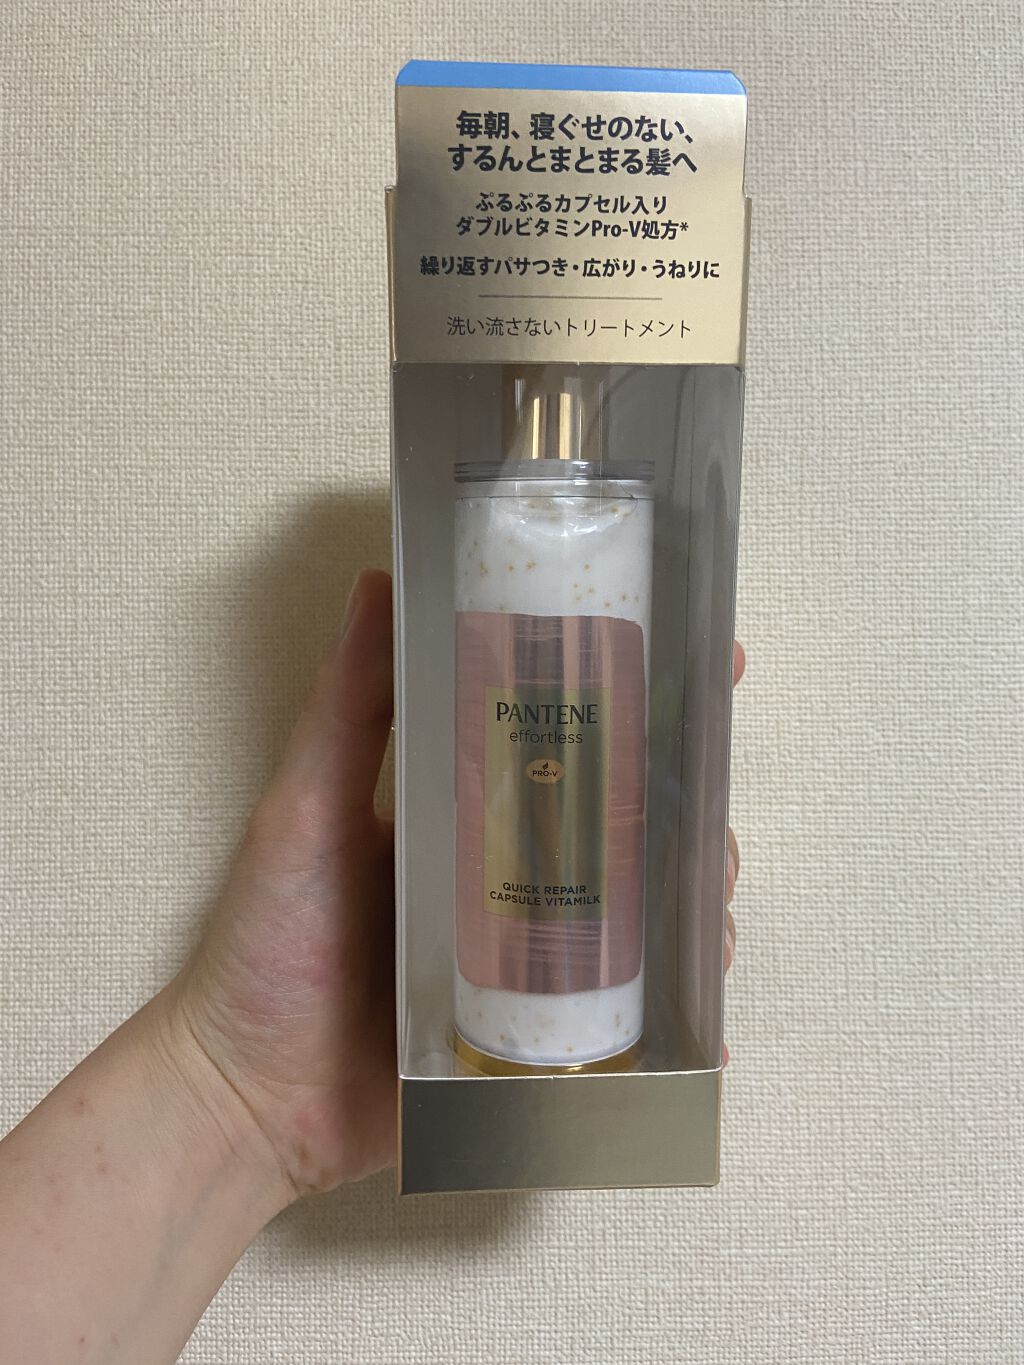 毎朝、寝ぐせのない、
するんとまとまる髪へ
ぷるぷるカプセル入り
ダブルビタミンPro-V処方*
繰り返すパサつき・広がり・うねりに
洗い流さないトリートメント
PANTENE
effortless
PRO-V
QUICK REPAIR
CAPSULE VITAMILK